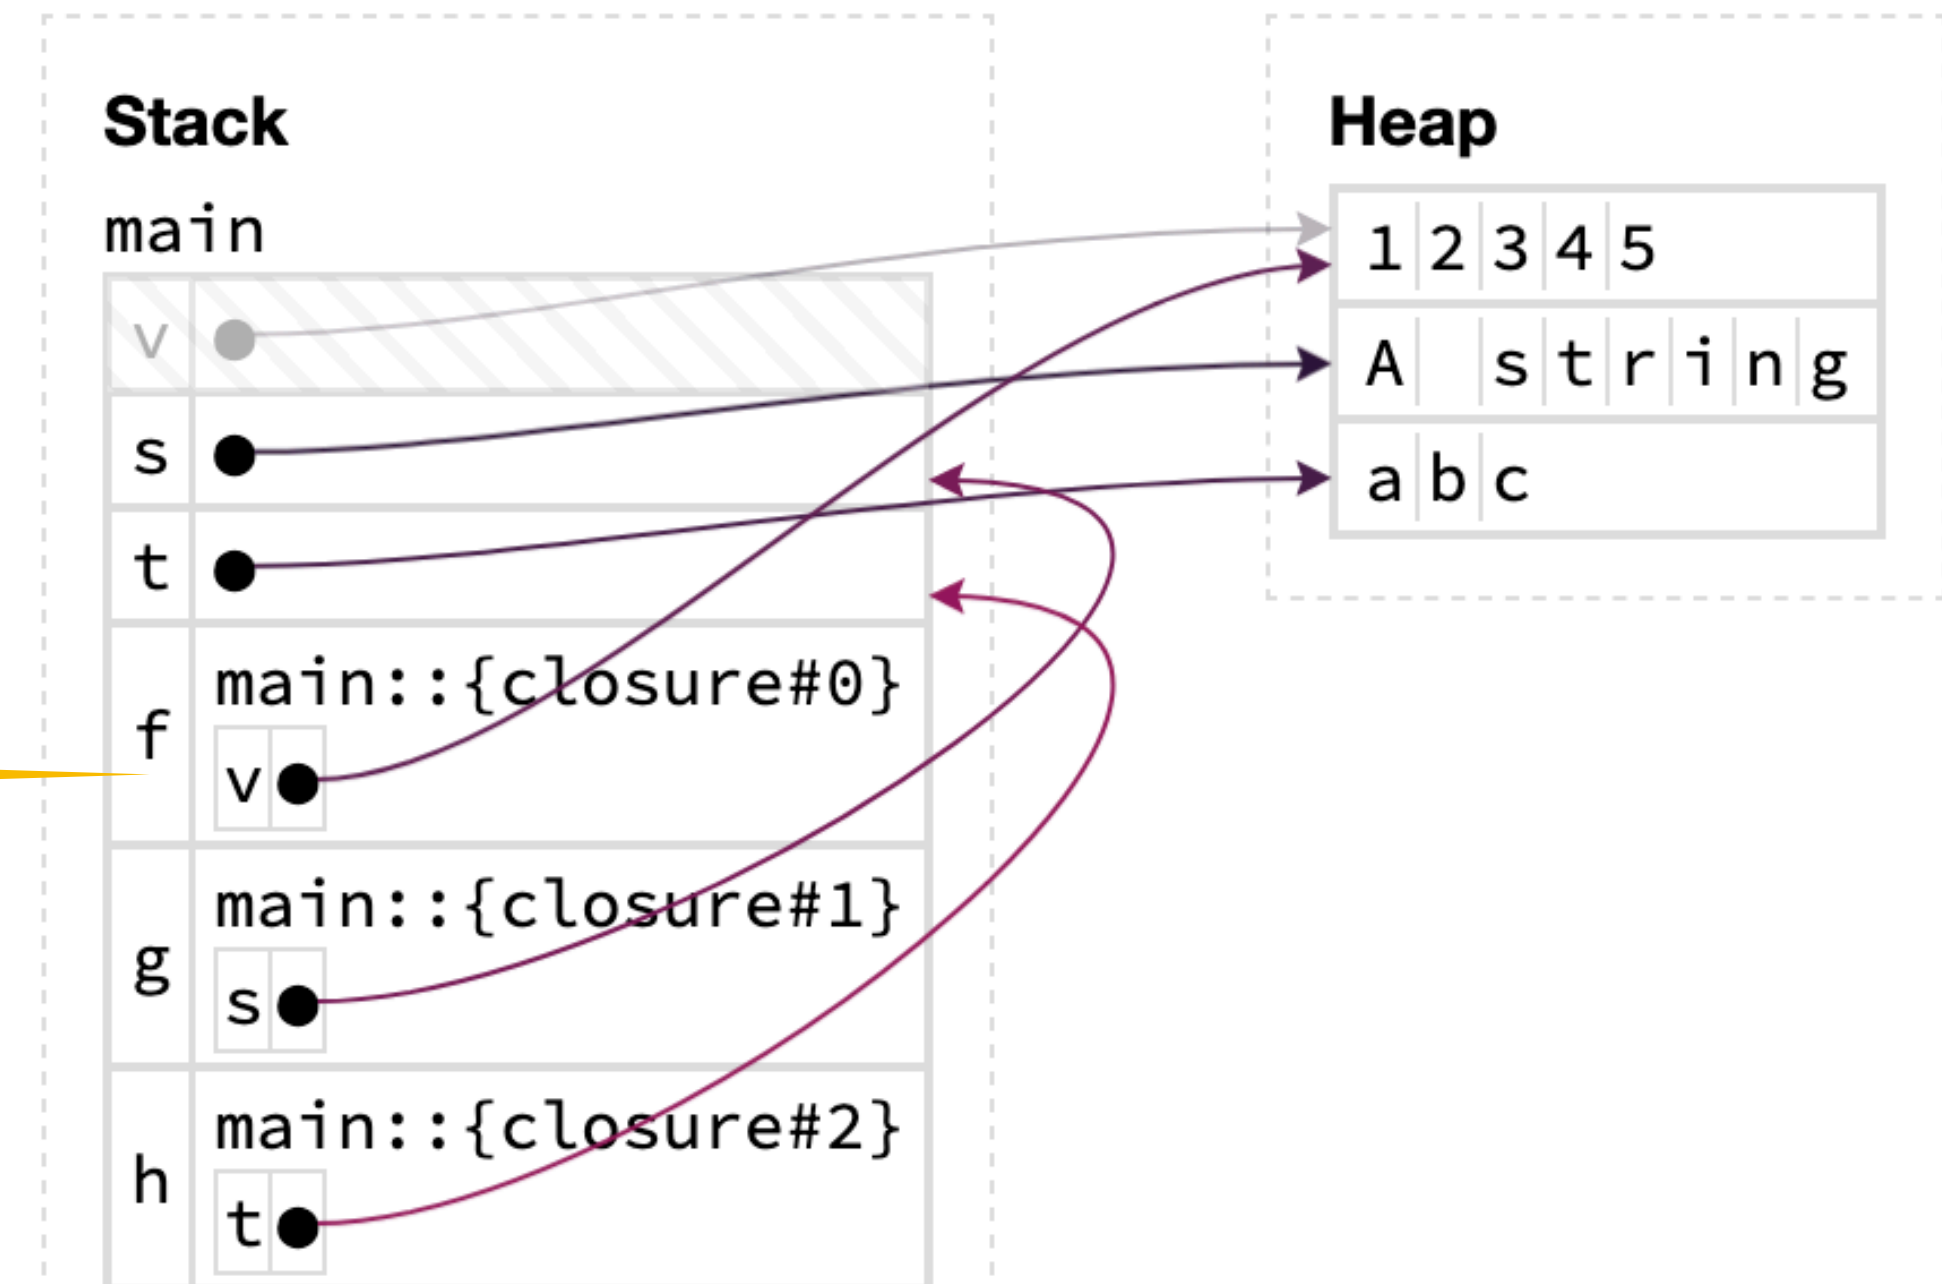 Stack
main
v
s
t
f
main::{closure#0}
v
g
main::{closure#1}
s
h
main::{closure#2}
t
Heap
1 2 3 4 5
A string
a b c